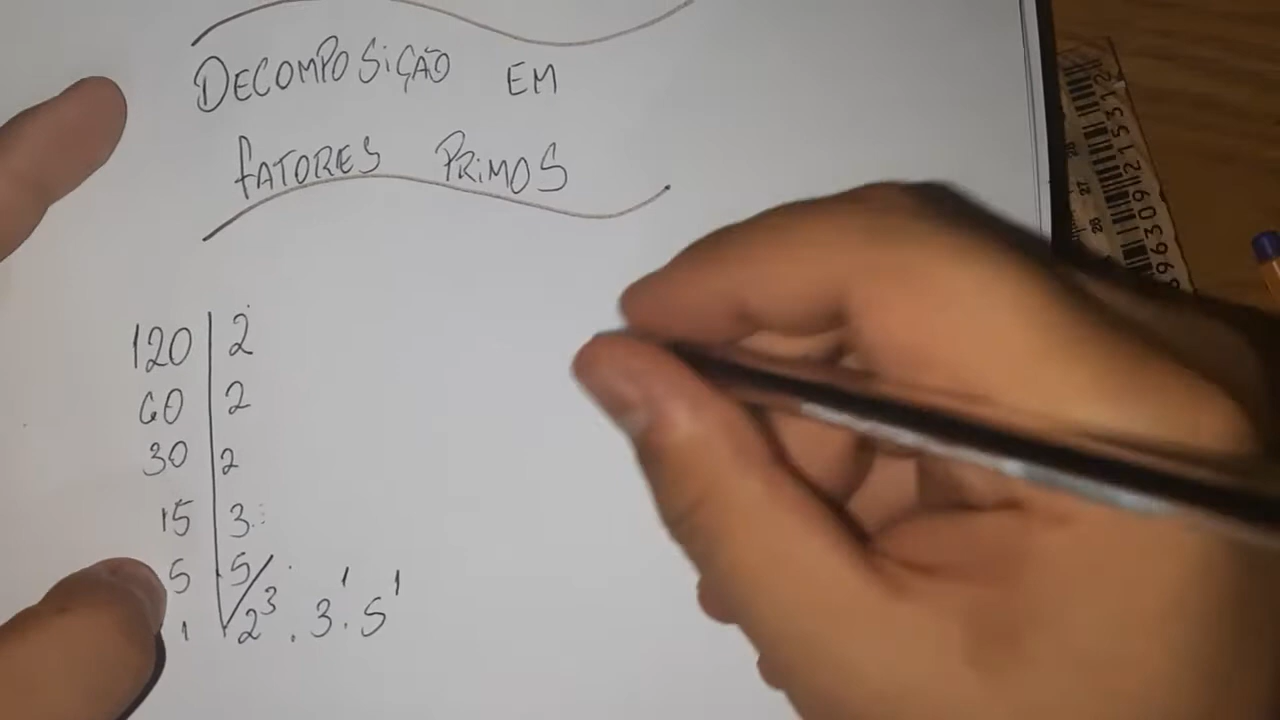 DECOMPOSIÇÃO EM
FATORES PRIMOS
120 | 2
60 | 2
30 | 2
15 | 3
5 | 5
1 | 2³ . 3¹ . 5¹